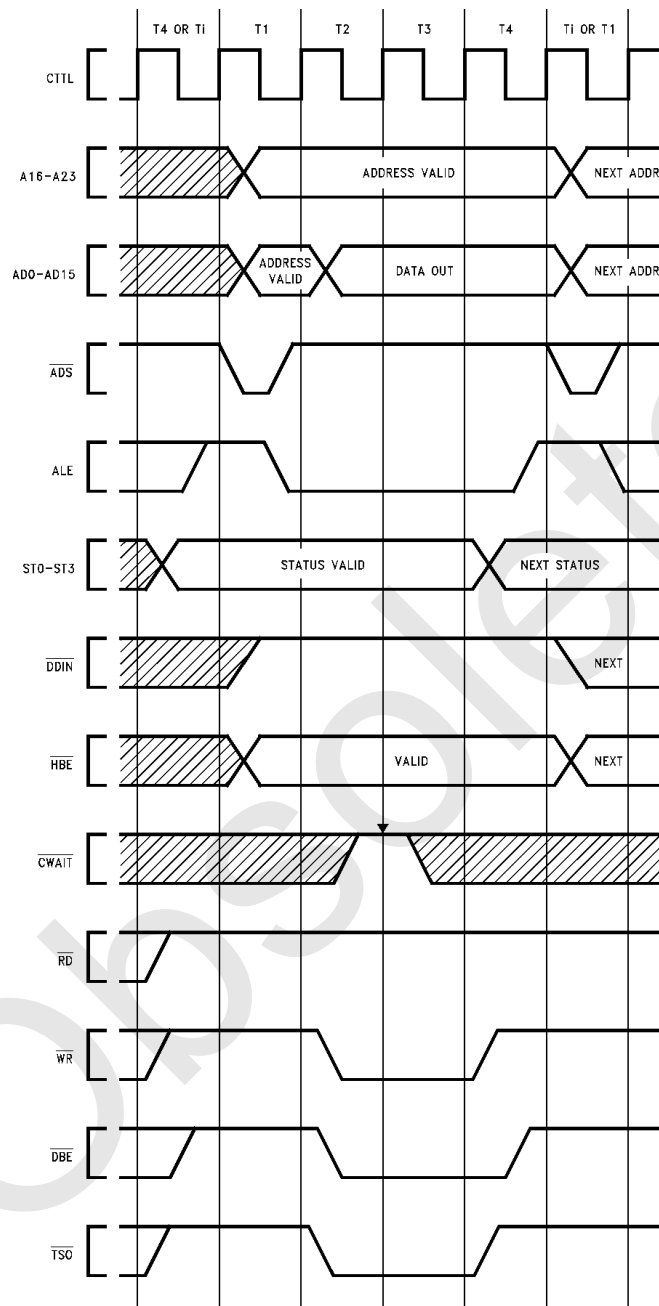 T4 OR Ti T1 T2 T3 T4 Ti OR T1
CTTL
A16-A23 ADDRESS VALID NEXT ADDR
AD0-AD15 ADDRESS VALID DATA OUT NEXT ADDR
ADS
ALE
ST0-ST3 STATUS VALID NEXT STATUS
DDIN NEXT
HBE VALID NEXT
CWAIT
RD
WR
DBE
TSO
Obsolete